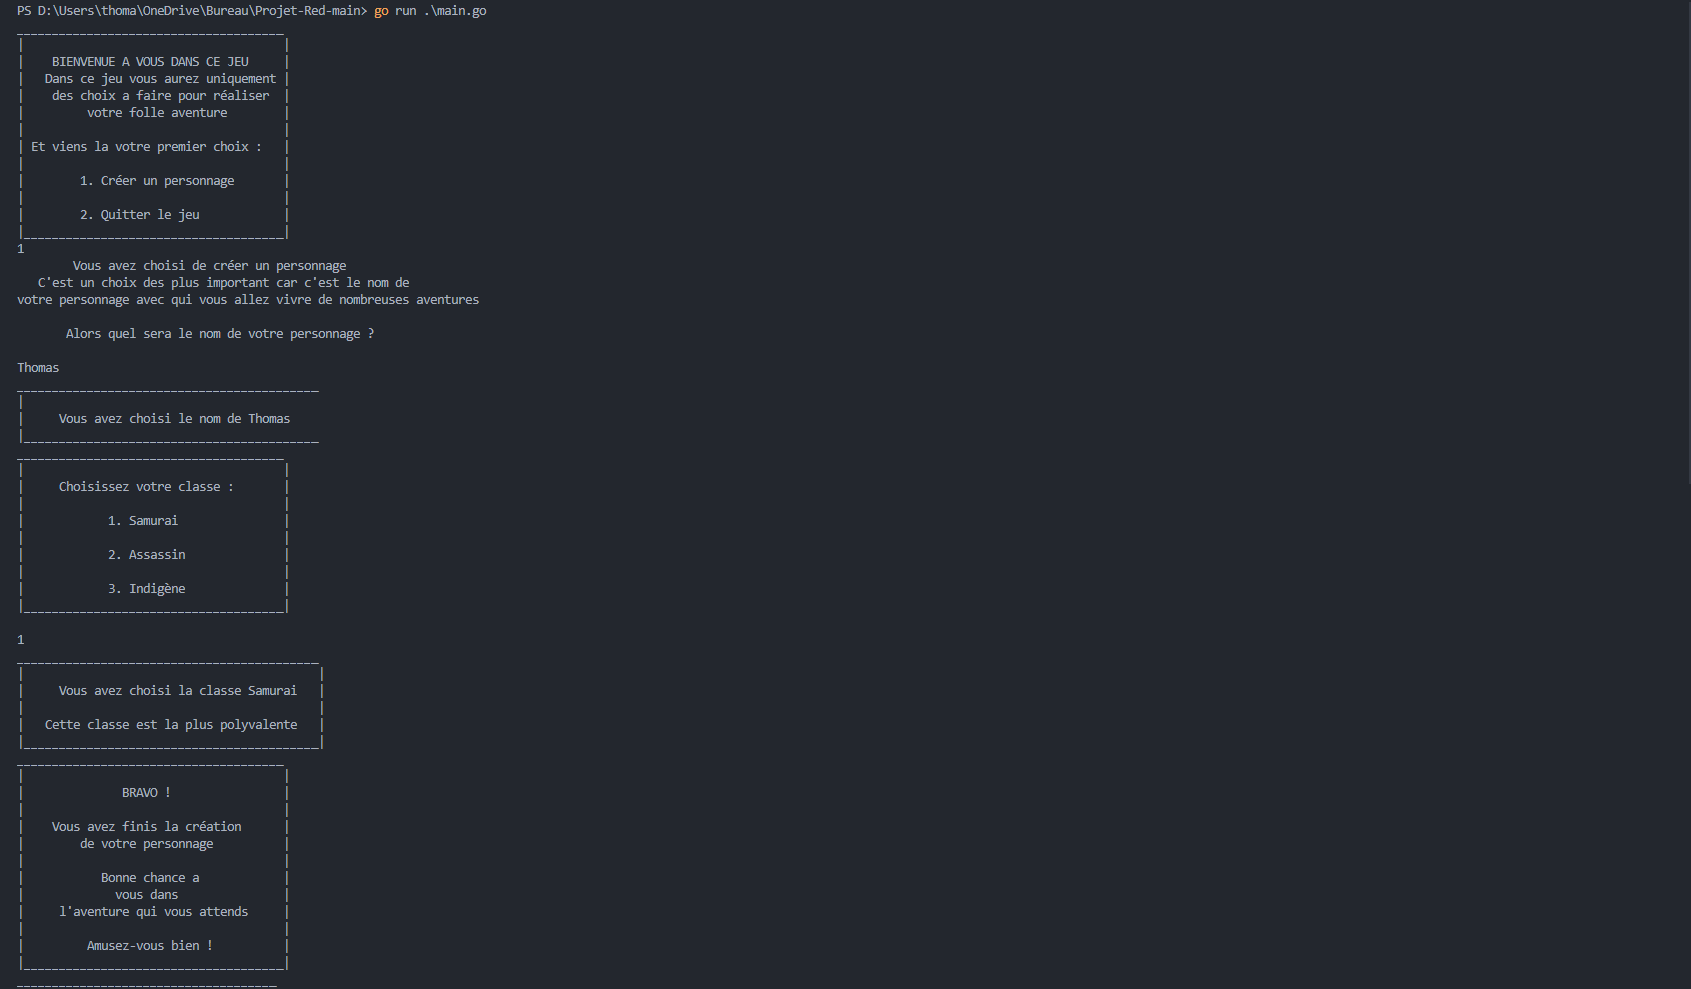 PS D:\Users\thoma\OneDrive\Bureau\Projet-Red-main> go run .\main.go
BIENVENUE A VOUS DANS CE JEU
Dans ce jeu vous aurez uniquement
des choix a faire pour réaliser
votre folle aventure
Et viens la votre premier choix :
1. Créer un personnage
2. Quitter le jeu
1
Vous avez choisi de créer un personnage
C'est un choix des plus important car c'est le nom de
votre personnage avec qui vous allez vivre de nombreuses aventures
Alors quel sera le nom de votre personnage ?
Thomas
Vous avez choisi le nom de Thomas
Choisissez votre classe :
1. Samurai
2. Assassin
3. Indigène
1
Vous avez choisi la classe Samurai
Cette classe est la plus polyvalente
BRAVO !
Vous avez finis la création
de votre personnage
Bonne chance a
vous dans
l'aventure qui vous attends
Amusez-vous bien !